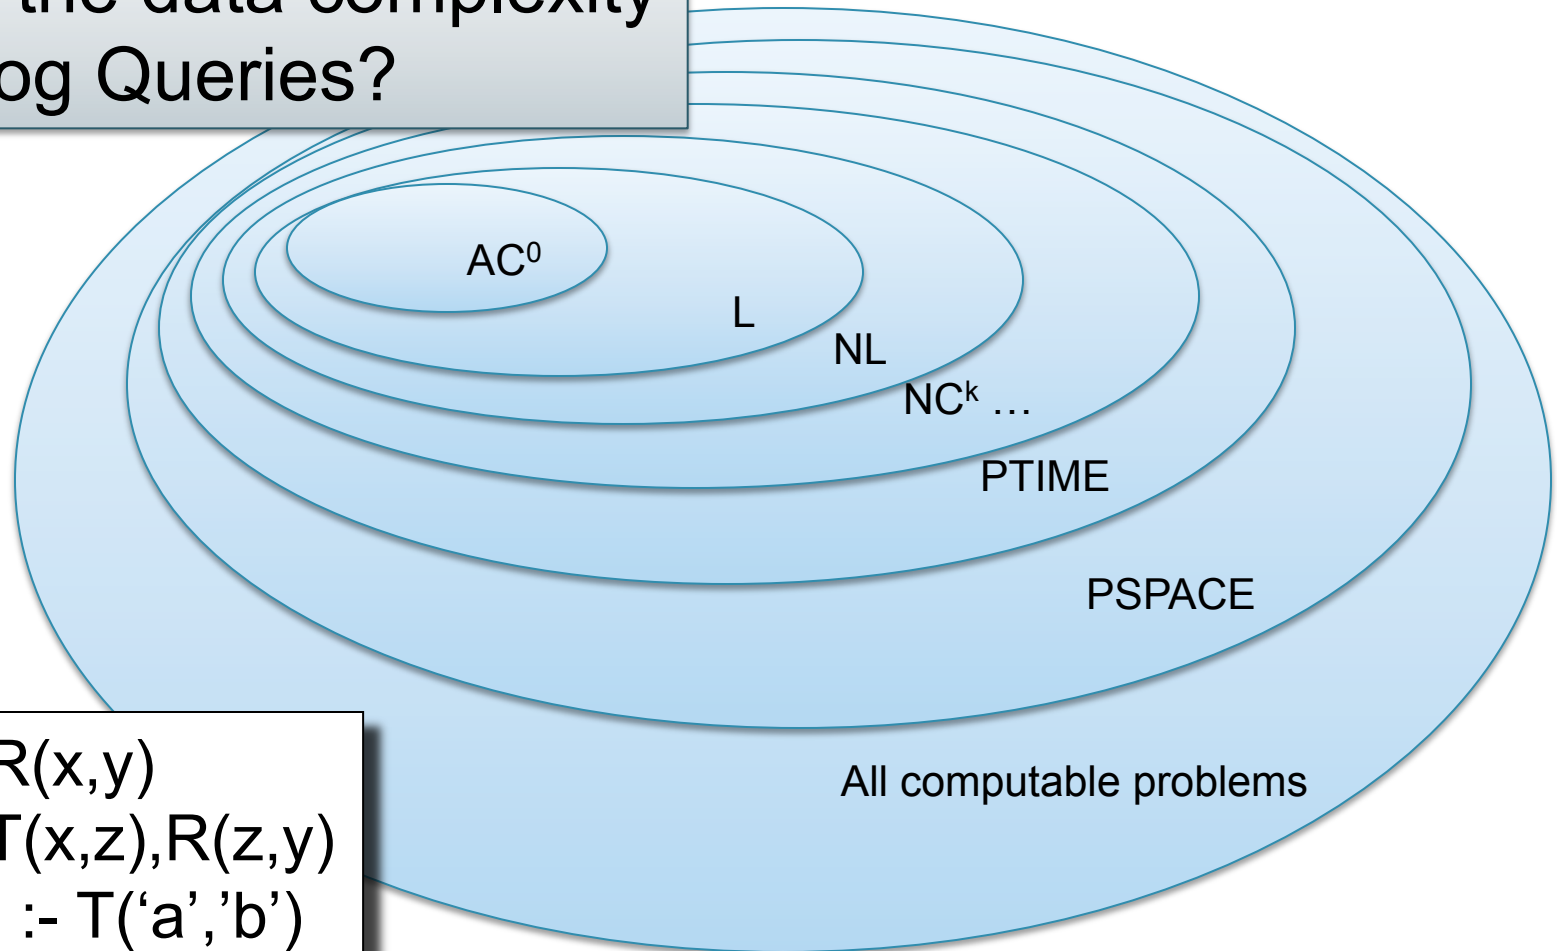 the data complexity
og Queries?
AC⁰
L
NL
NCᵏ …
PTIME
PSPACE
All computable problems
R(x,y)
T(x,z),R(z,y)
:- T(‘a’,’b’)